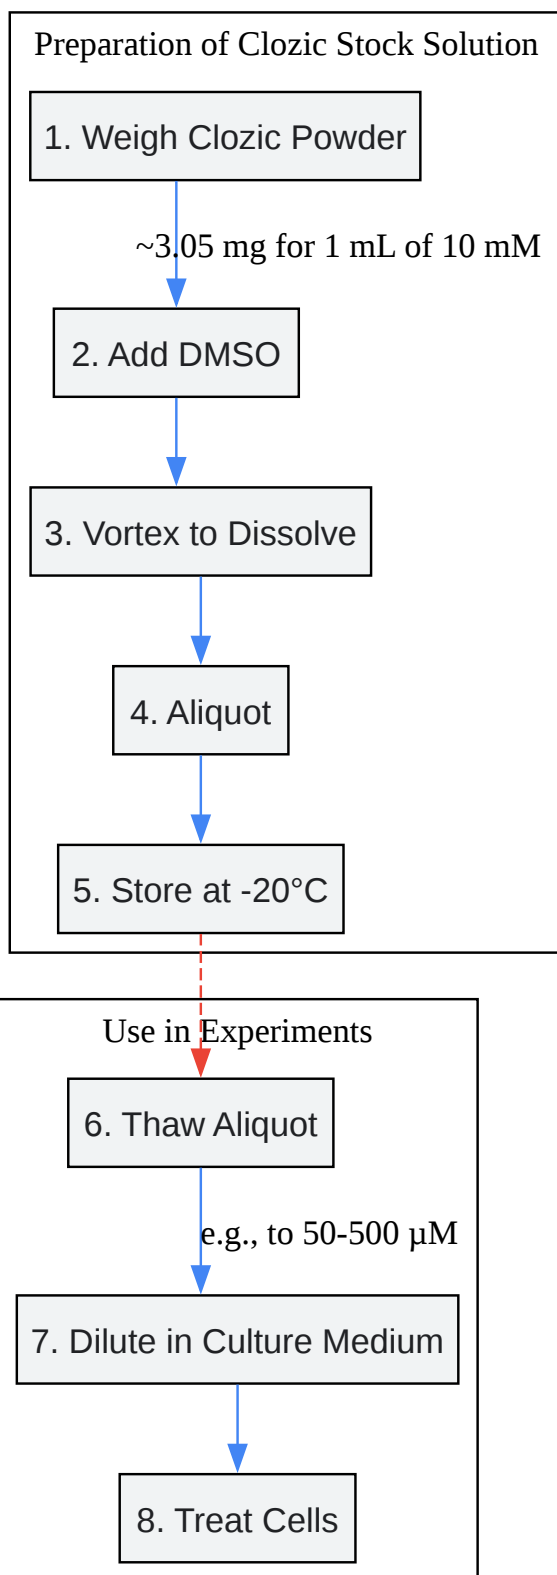 Preparation of Clozic Stock Solution
1. Weigh Clozic Powder
~3.05 mg for 1 mL of 10 mM
2. Add DMSO
3. Vortex to Dissolve
4. Aliquot
5. Store at -20°C
Use in Experiments
6. Thaw Aliquot
e.g., to 50-500 µM
7. Dilute in Culture Medium
8. Treat Cells